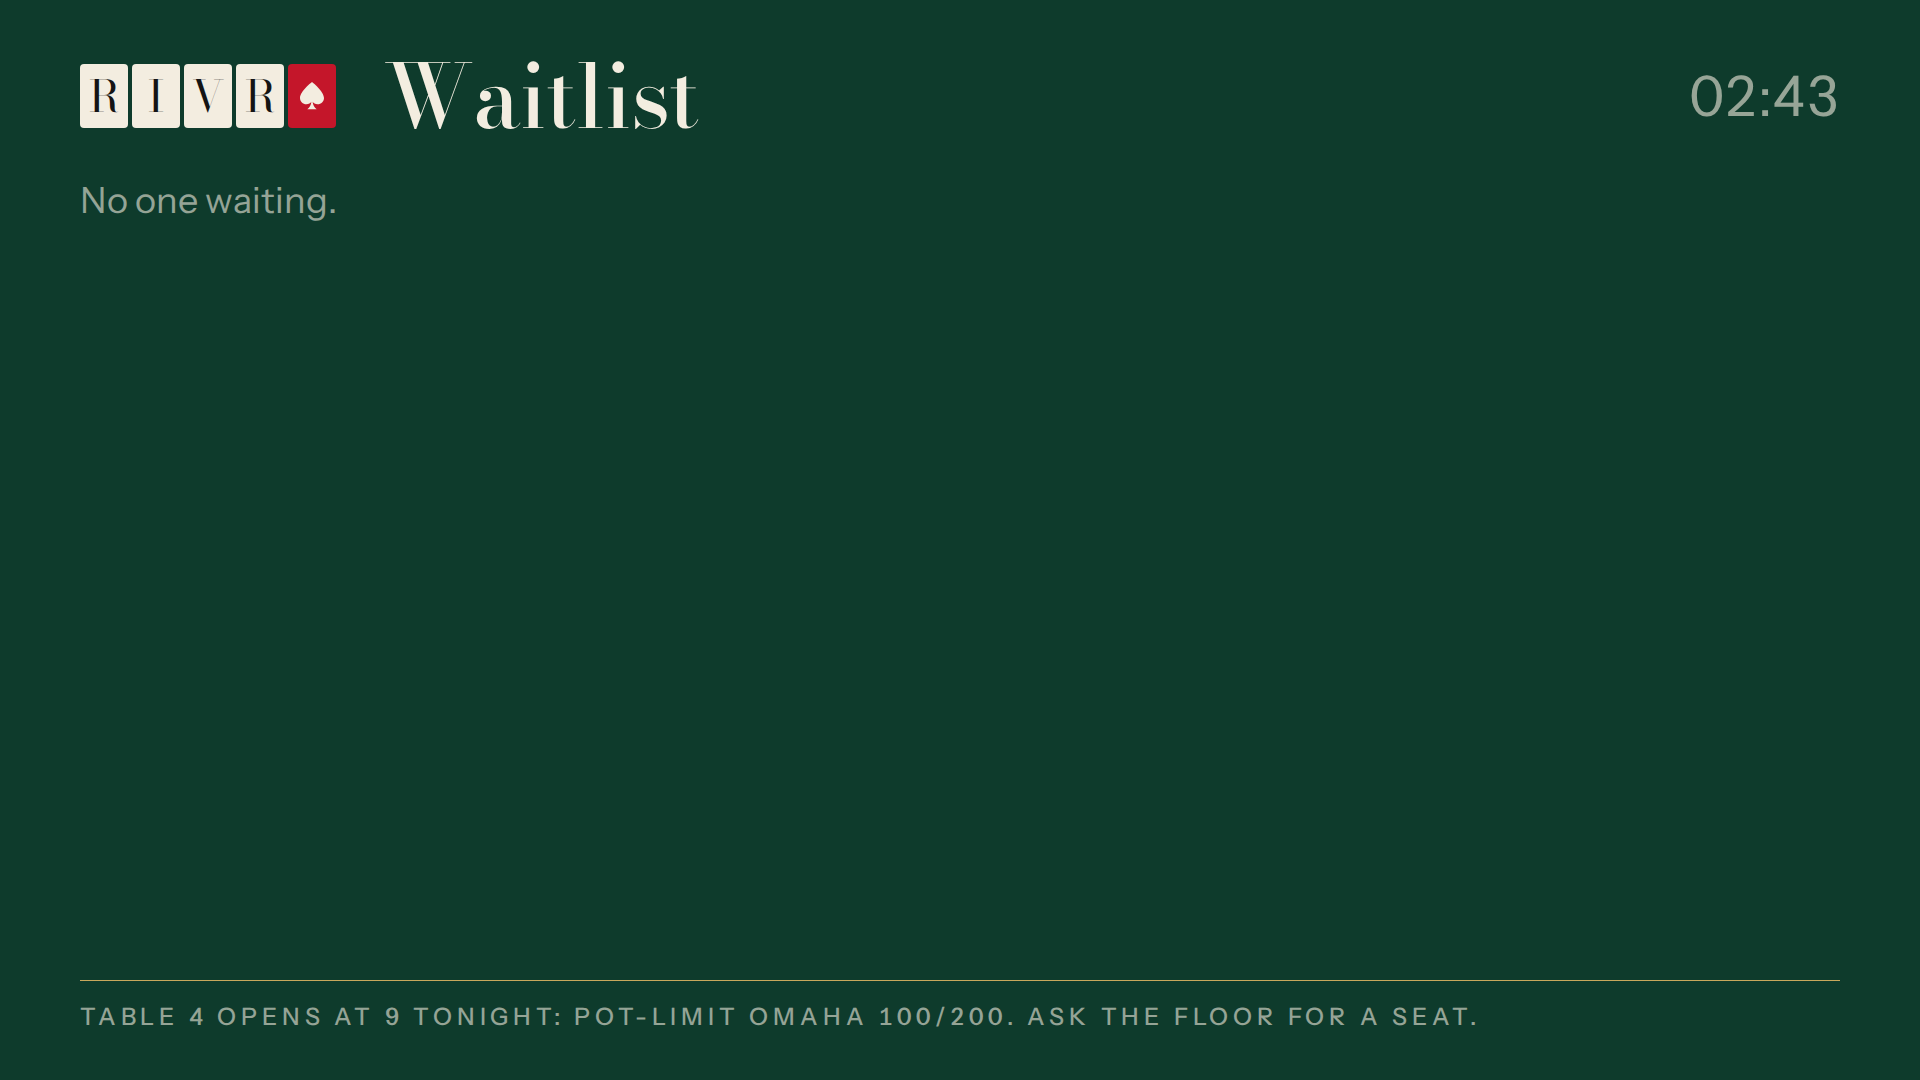 RIVR♠ Waitlist 02:43
No one waiting.
TABLE 4 OPENS AT 9 TONIGHT: POT-LIMIT OMAHA 100/200. ASK THE FLOOR FOR A SEAT.